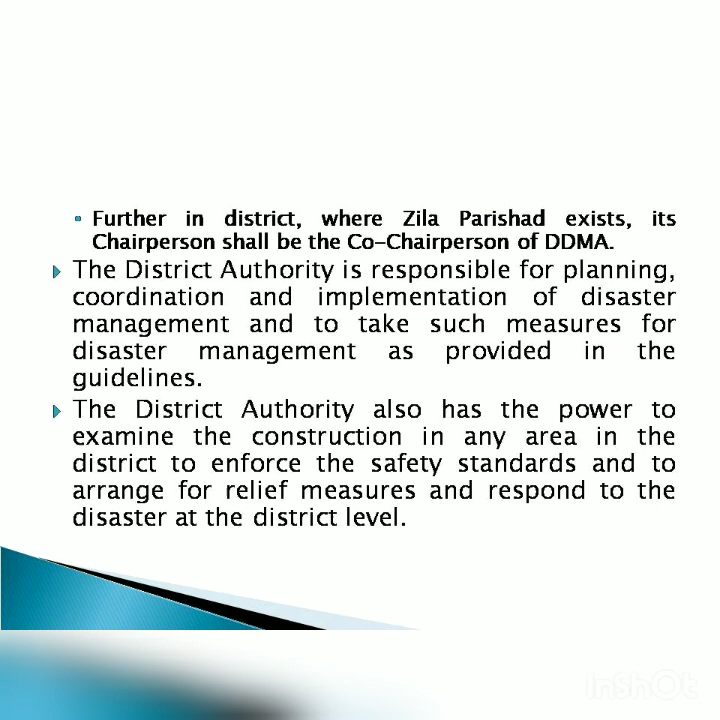 Further in district, where Zila Parishad exists, its
Chairperson shall be the Co-Chairperson of DDMA.
The District Authority is responsible for planning,
coordination and implementation of disaster
management and to take such measures for
disaster management as provided in the
guidelines.
The District Authority also has the power to
examine the construction in any area in the
district to enforce the safety standards and to
arrange for relief measures and respond to the
disaster at the district level.
InShOt